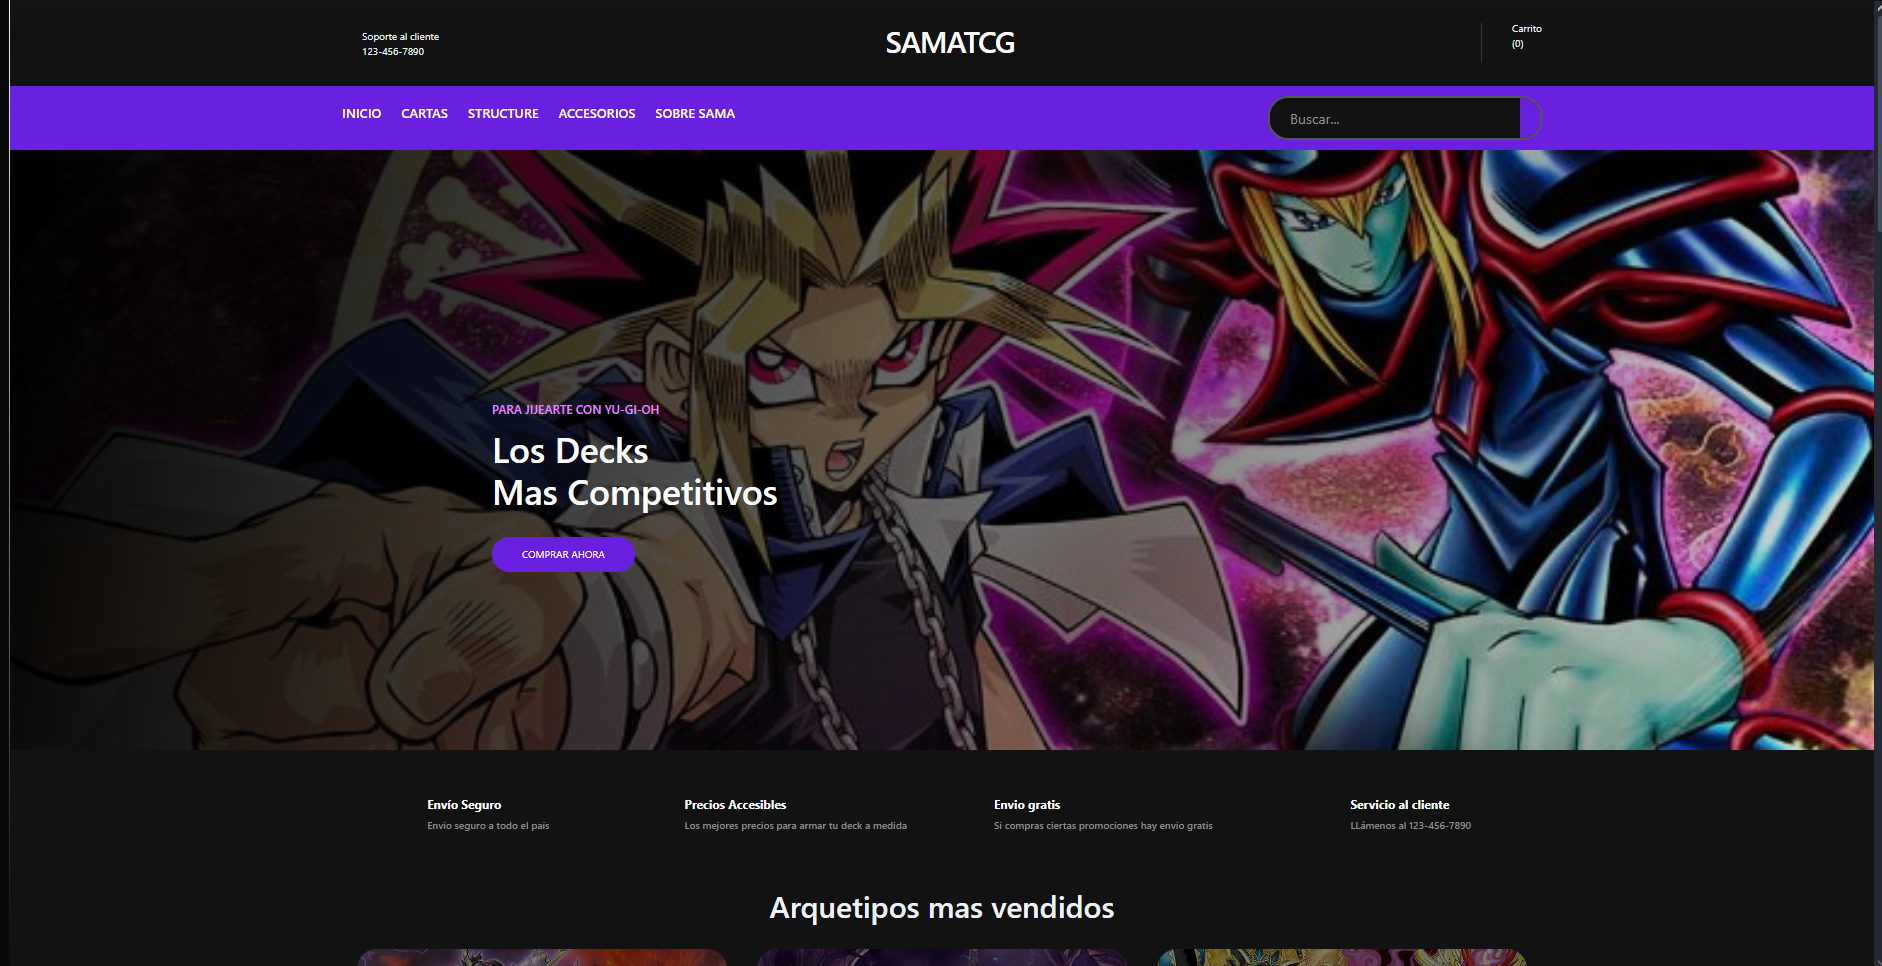 Soporte al cliente
123-456-7890
SAMATCG
Carrito
(0)
INICIO CARTAS STRUCTURE ACCESORIOS SOBRE SAMA
Buscar...
PARA JIJEARTE CON YU-GI-OH
Los Decks
Mas Competitivos
COMPRAR AHORA
Envío Seguro
Envio seguro a todo el país
Precios Accesibles
Los mejores precios para armar tu deck a medida
Envio gratis
Si compras ciertas promociones hay envio gratis
Servicio al cliente
LLámenos al 123-456-7890
Arquetipos mas vendidos